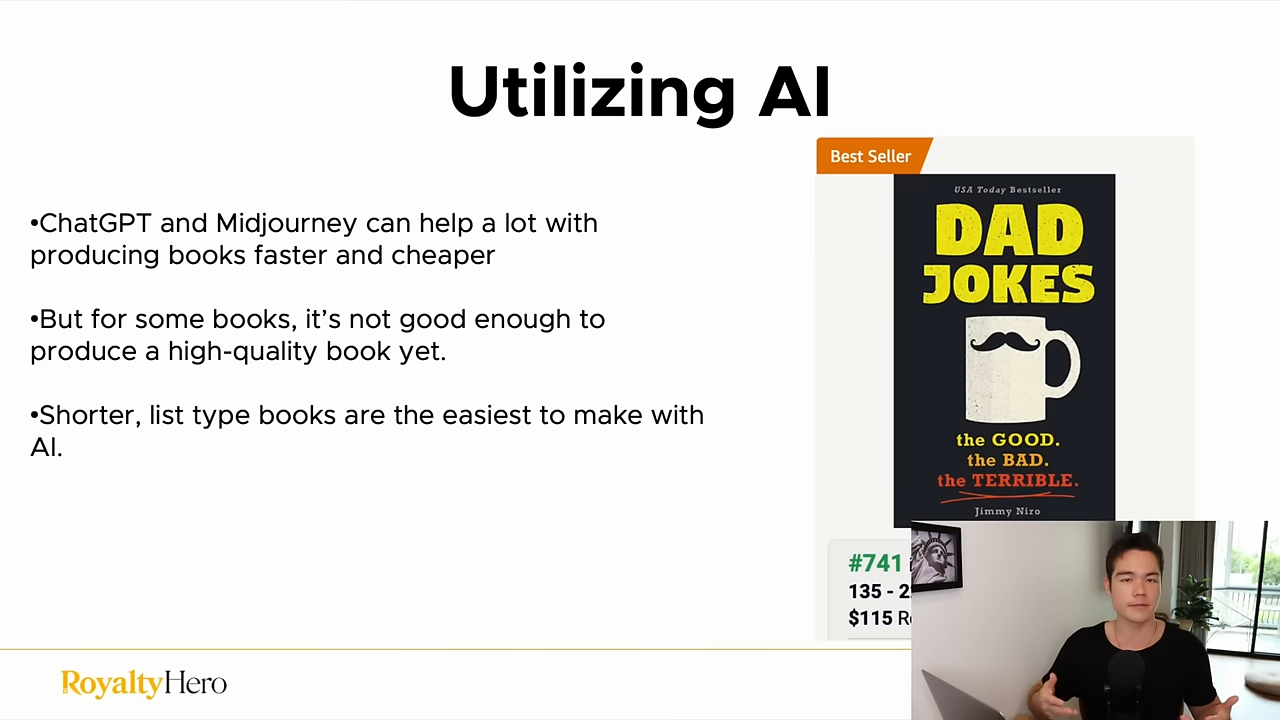 Utilizing AI
Best Seller
•ChatGPT and Midjourney can help a lot with
producing books faster and cheaper
•But for some books, it’s not good enough to
produce a high-quality book yet.
•Shorter, list type books are the easiest to make with
AI.
USA Today Bestseller
DAD
JOKES
the GOOD.
the BAD.
the TERRIBLE.
Jimmy Niro
#741
135 - 2
$115 R
RoyaltyHero